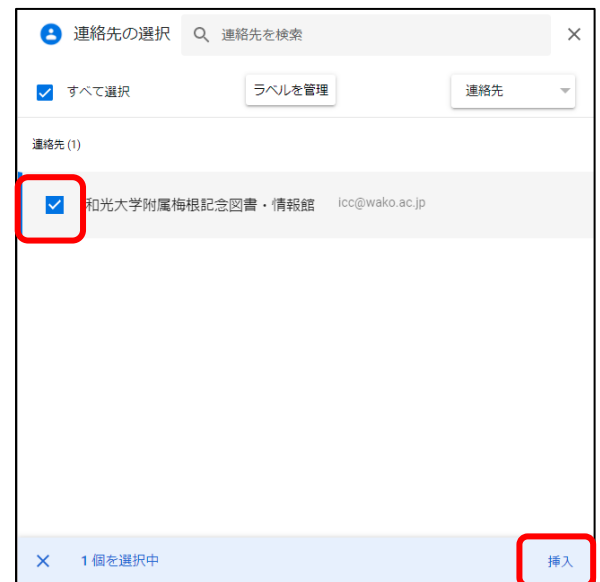 連絡先の選択 連絡先を検索
すべて選択 ラベルを管理 連絡先
連絡先 (1)
和光大学附属梅根記念図書・情報館 icc@wako.ac.jp
1 個を選択中 挿入